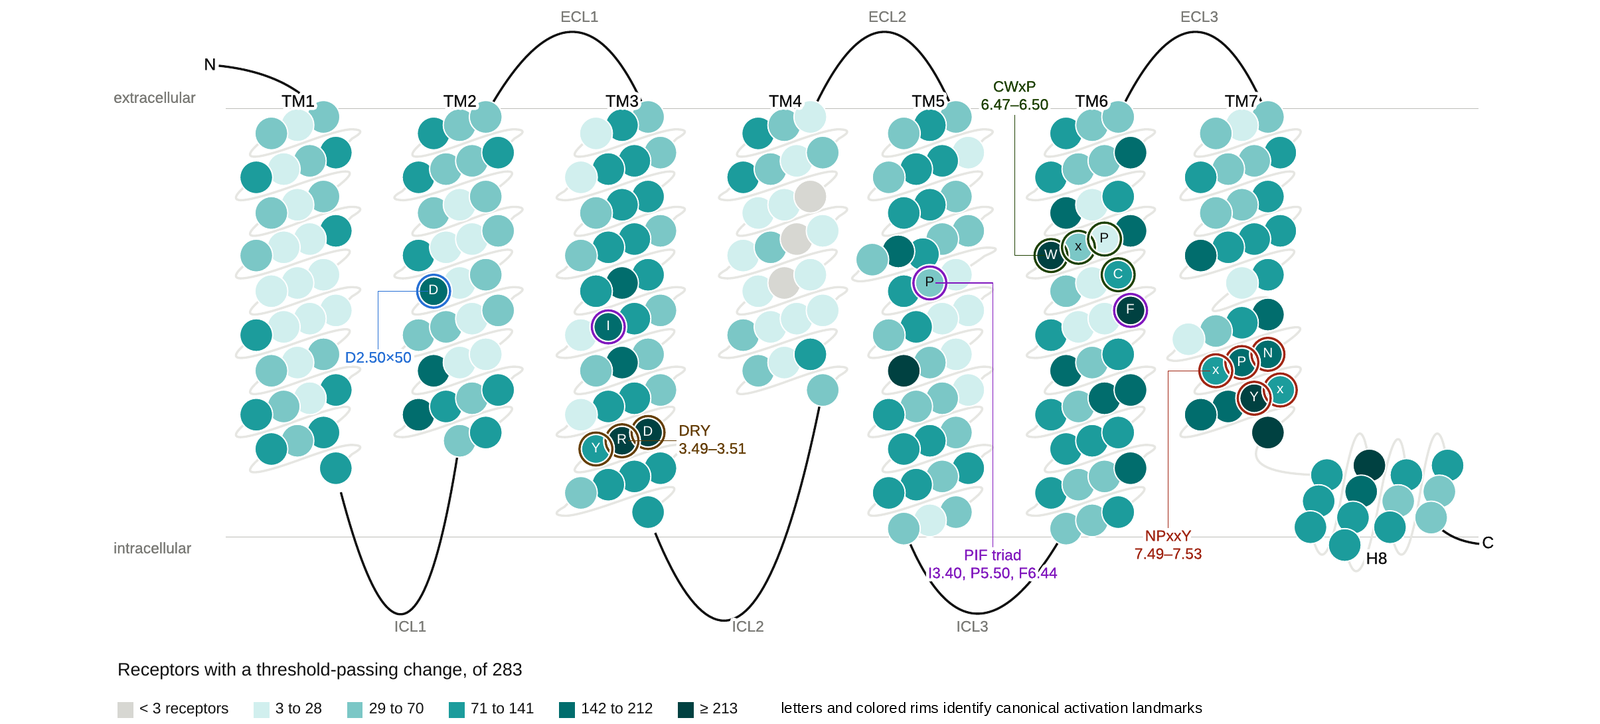 ECL1
ECL2
ECL3
N
CWxP
6.47–6.50
extracellular
TM1
TM2
TM3
TM4
TM5
TM6
TM7
W
x
P
C
D
P
F
I
D2.50×50
N
P
x
x
Y
D
R
Y
DRY
3.49–3.51
NPxxY
7.49–7.53
intracellular
PIF triad
I3.40, P5.50, F6.44
H8
C
ICL1
ICL2
ICL3
Receptors with a threshold-passing change, of 283
< 3 receptors
3 to 28
29 to 70
71 to 141
142 to 212
≥ 213
letters and colored rims identify canonical activation landmarks